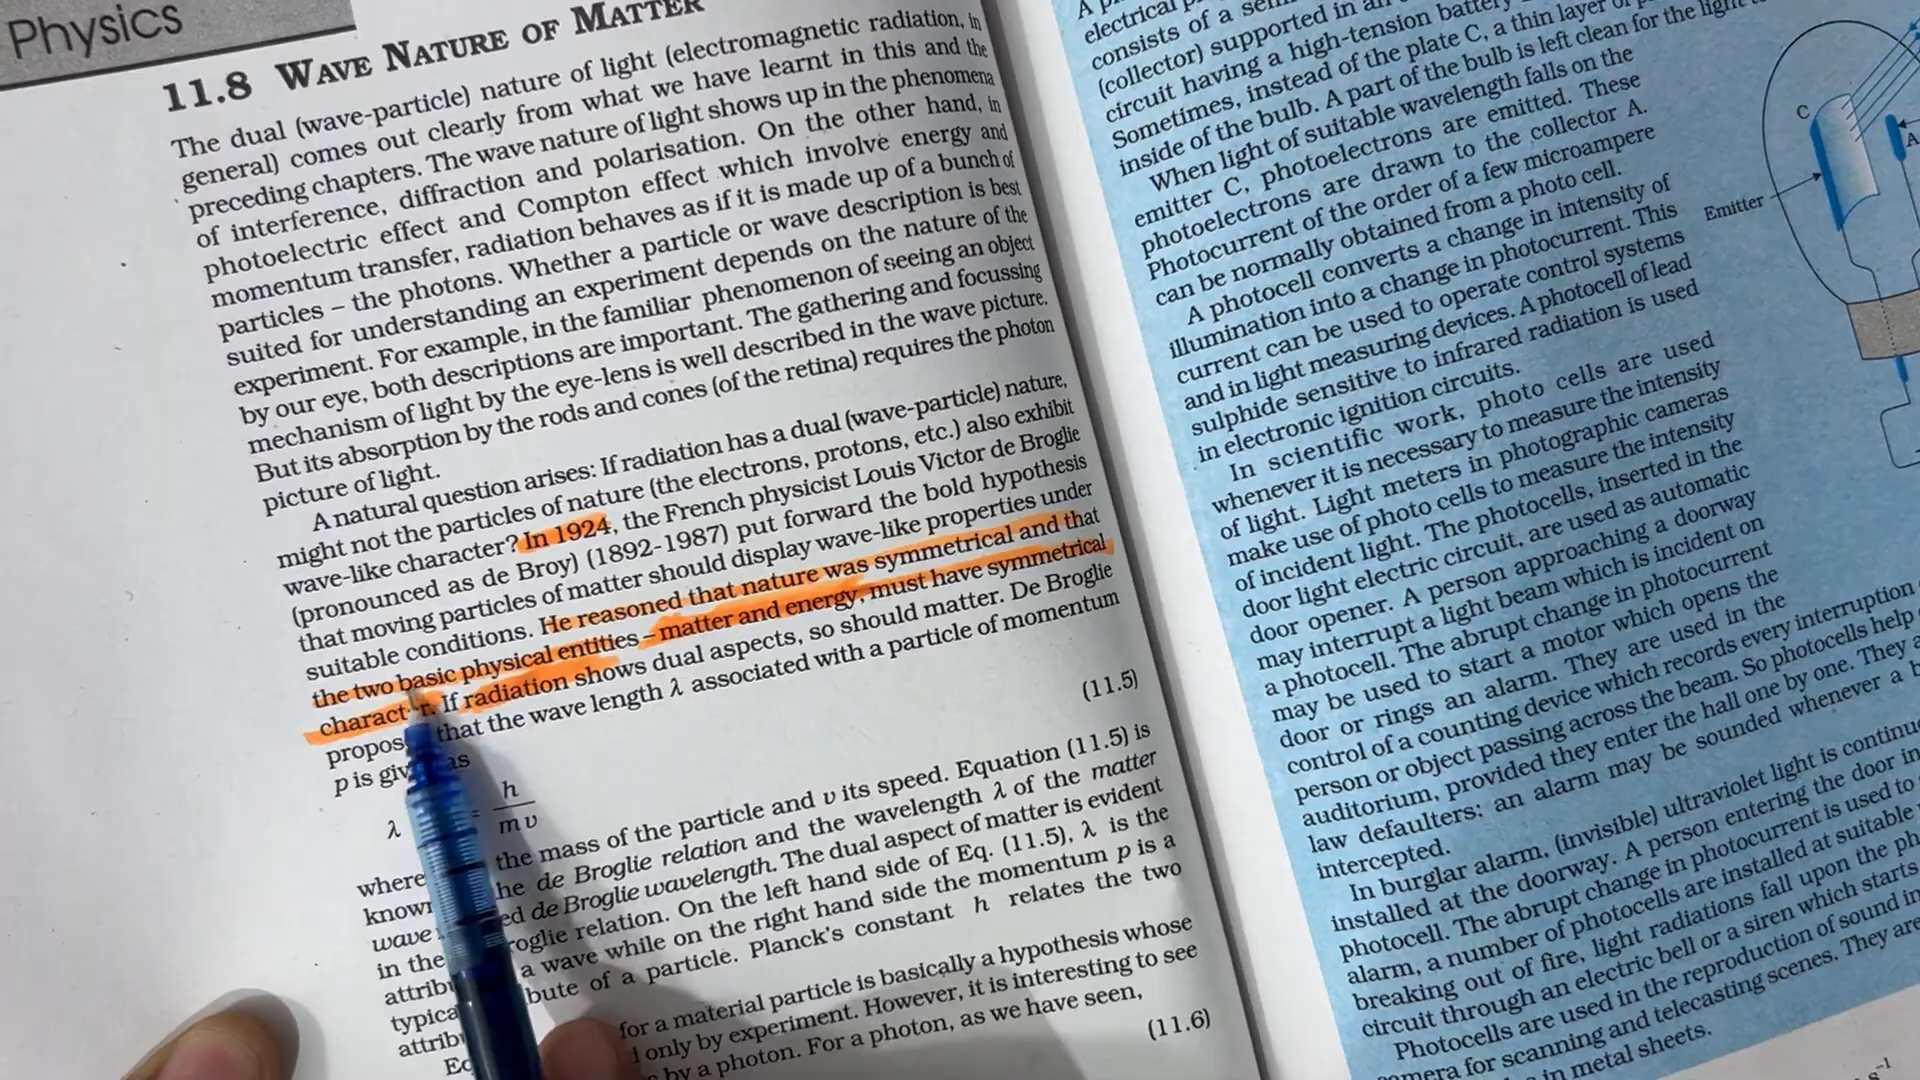 Physics
11.8 WAVE NATURE OF MATTER
The dual (wave-particle) nature of light (electromagnetic radiation, in
general) comes out clearly from what we have learnt in this and the
preceding chapters. The wave nature of light shows up in the phenomena
of interference, diffraction and polarisation. On the other hand, in
photoelectric effect and Compton effect which involve energy and
momentum transfer, radiation behaves as if it is made up of a bunch of
particles – the photons. Whether a particle or wave description is best
suited for understanding an experiment depends on the nature of the
experiment. For example, in the familiar phenomenon of seeing an object
by our eye, both descriptions are important. The gathering and focussing
mechanism of light by the eye-lens is well described in the wave picture.
But its absorption by the rods and cones (of the retina) requires the photon
picture of light.
A natural question arises: If radiation has a dual (wave-particle) nature,
might not the particles of nature (the electrons, protons, etc.) also exhibit
wave-like character? In 1924, the French physicist Louis Victor de Broglie
(pronounced as de Broy) (1892-1987) put forward the bold hypothesis
that moving particles of matter should display wave-like properties under
suitable conditions. He reasoned that nature was symmetrical and that
the two basic physical entities – matter and energy, must have symmetrical
character. If radiation shows dual aspects, so should matter. De Broglie
propos that the wave length λ associated with a particle of momentum
p is giv as
λ = h / m v (11.5)
where the mass of the particle and v its speed. Equation (11.5) is
known he de Broglie relation and the wavelength λ of the matter
wave ed de Broglie wavelength. The dual aspect of matter is evident
in the roglie relation. On the left hand side of Eq. (11.5), λ is the
attrib a wave while on the right hand side the momentum p is a
typica bute of a particle. Planck's constant h relates the two
attrib
Eq for a material particle is basically a hypothesis whose
l only by experiment. However, it is interesting to see
by a photon. For a photon, as we have seen,
(11.6)
electrical
consists of a
(collector) supported in an
circuit having a high-tension battery
Sometimes, instead of the plate C, a thin layer of
inside of the bulb. A part of the bulb is left clean for the light
When light of suitable wavelength falls on the
emitter C, photoelectrons are emitted. These
photoelectrons are drawn to the collector A.
Photocurrent of the order of a few microampere
can be normally obtained from a photo cell.
A photocell converts a change in intensity of
illumination into a change in photocurrent. This
current can be used to operate control systems
and in light measuring devices. A photocell of lead
sulphide sensitive to infrared radiation is used
in electronic ignition circuits.
In scientific work, photo cells are used
whenever it is necessary to measure the intensity
of light. Light meters in photographic cameras
make use of photo cells to measure the intensity
of incident light. The photocells, inserted in the
door light electric circuit, are used as automatic
door opener. A person approaching a doorway
may interrupt a light beam which is incident on
a photocell. The abrupt change in photocurrent
may be used to start a motor which opens the
door or rings an alarm. They are used in the
control of a counting device which records every interruption
person or object passing across the beam. So photocells help
auditorium, provided they enter the hall one by one. They a
law defaulters: an alarm may be sounded whenever a b
intercepted.
In burglar alarm, (invisible) ultraviolet light is continu
installed at the doorway. A person entering the door in
photocell. The abrupt change in photocurrent is used to
alarm, a number of photocells are installed at suitable
breaking out of fire, light radiations fall upon the ph
circuit through an electric bell or a siren which starts
Photocells are used in the reproduction of sound in
camera for scanning and telecasting scenes. They are
in metal sheets.
C
A
Emitter
s⁻¹